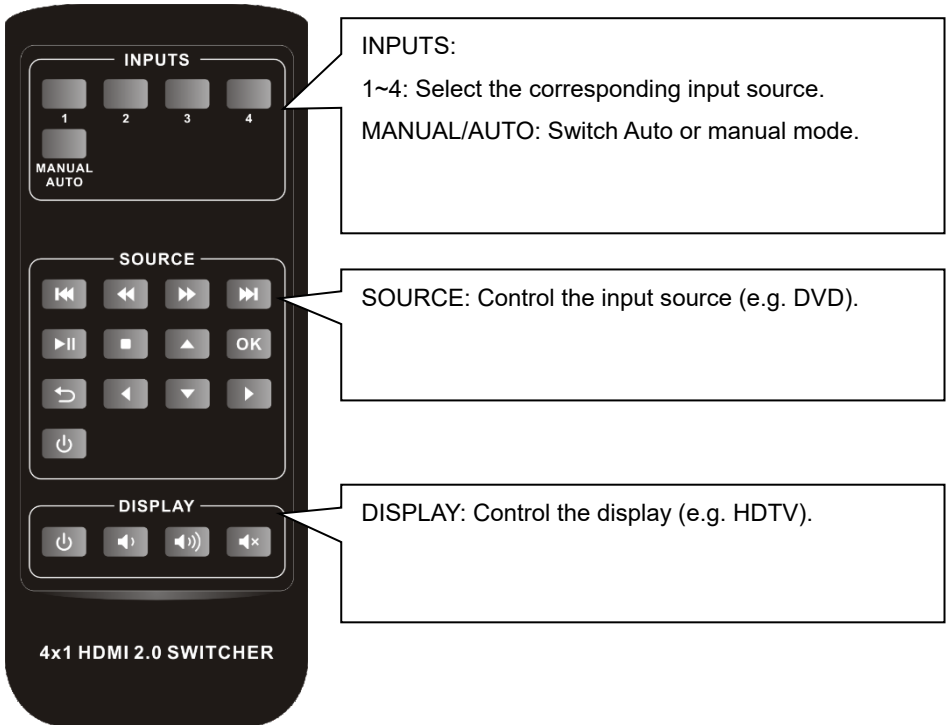 INPUTS
1 2 3 4
MANUAL
AUTO
INPUTS:
1~4: Select the corresponding input source.
MANUAL/AUTO: Switch Auto or manual mode.
SOURCE
OK
SOURCE: Control the input source (e.g. DVD).
DISPLAY
DISPLAY: Control the display (e.g. HDTV).
4x1 HDMI 2.0 SWITCHER